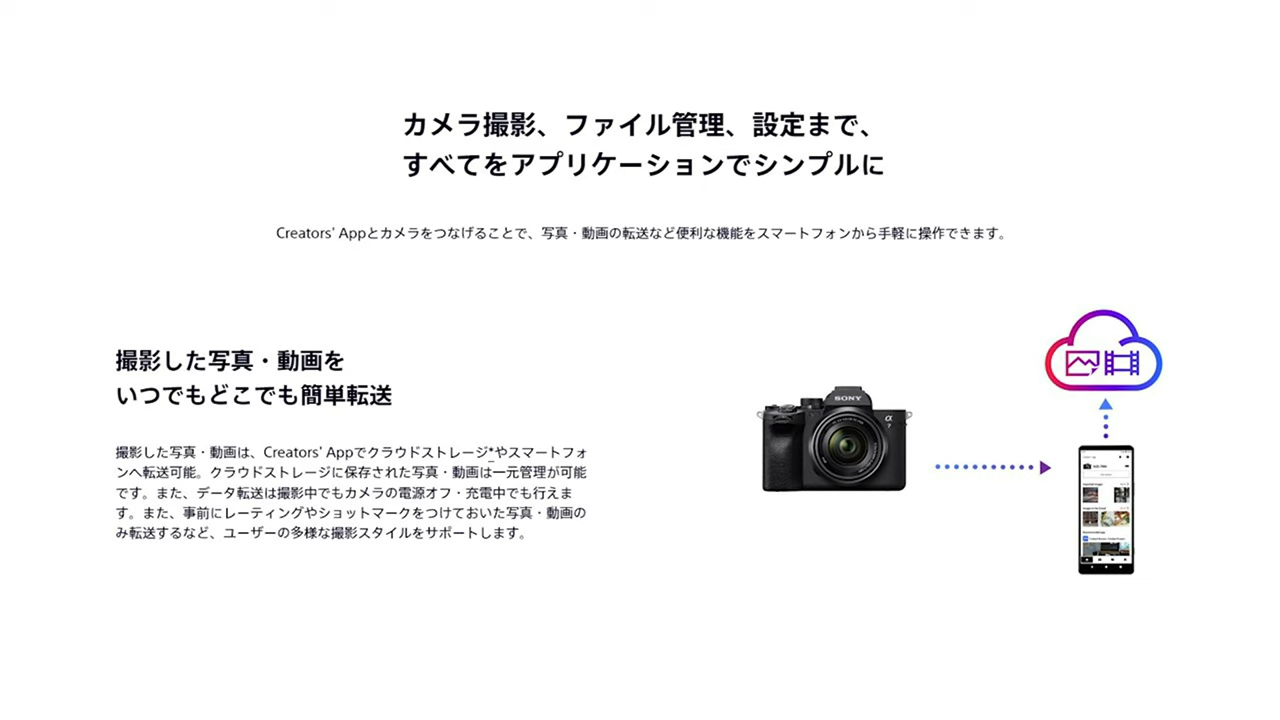 カメラ撮影、ファイル管理、設定まで、
すべてをアプリケーションでシンプルに
Creators' Appとカメラをつなげることで、写真・動画の転送など便利な機能をスマートフォンから手軽に操作できます。
撮影した写真・動画を
いつでもどこでも簡単転送
撮影した写真・動画は、Creators' Appでクラウドストレージ*やスマートフォ
ンへ転送可能。クラウドストレージに保存された写真・動画は一元管理が可能
です。また、データ転送は撮影中でもカメラの電源オフ・充電中でも行えま
す。また、事前にレーティングやショットマークをつけておいた写真・動画の
み転送するなど、ユーザーの多様な撮影スタイルをサポートします。
SONY
α
7